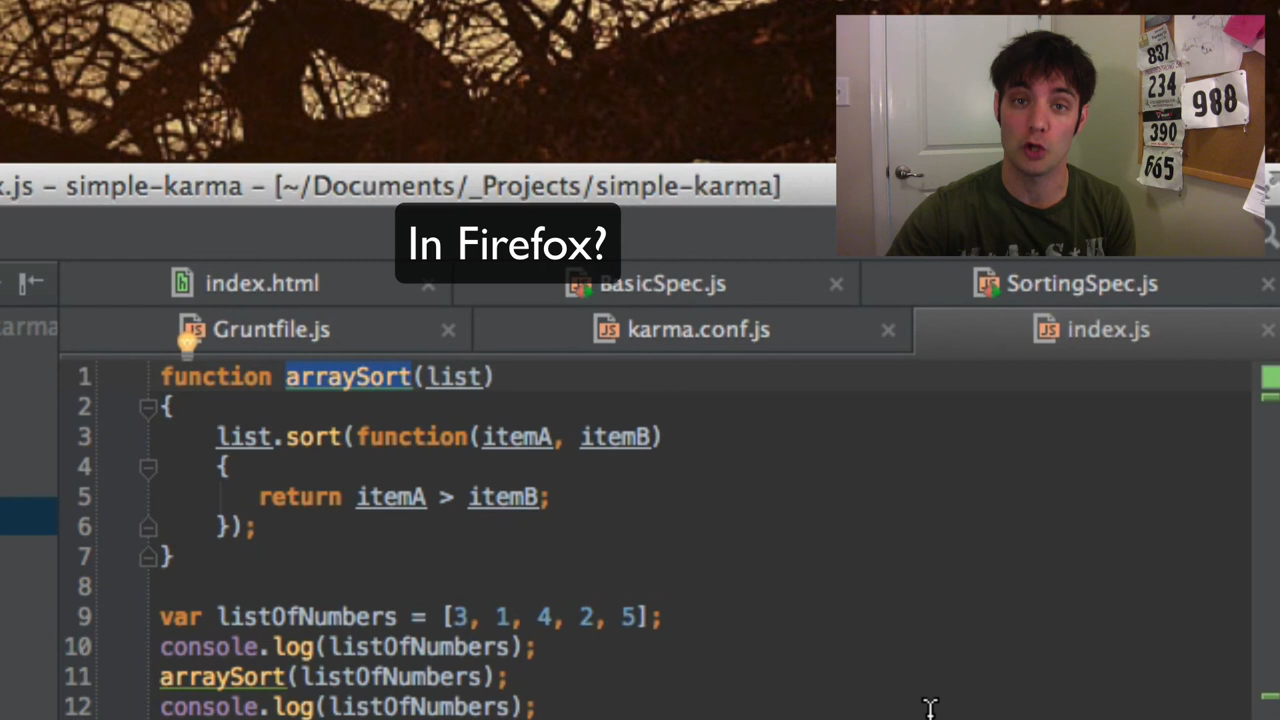 837
234
988
390
665
x.js – simple-karma – [~/Documents/_Projects/simple-karma]
In Firefox?
index.html
BasicSpec.js
SortingSpec.js
Gruntfile.js
karma.conf.js
index.js
1 function arraySort(list)
2 {
3 list.sort(function(itemA, itemB)
4 {
5 return itemA > itemB;
6 });
7 }
8
9 var listOfNumbers = [3, 1, 4, 2, 5];
10 console.log(listOfNumbers);
11 arraySort(listOfNumbers);
12 console.log(listOfNumbers);